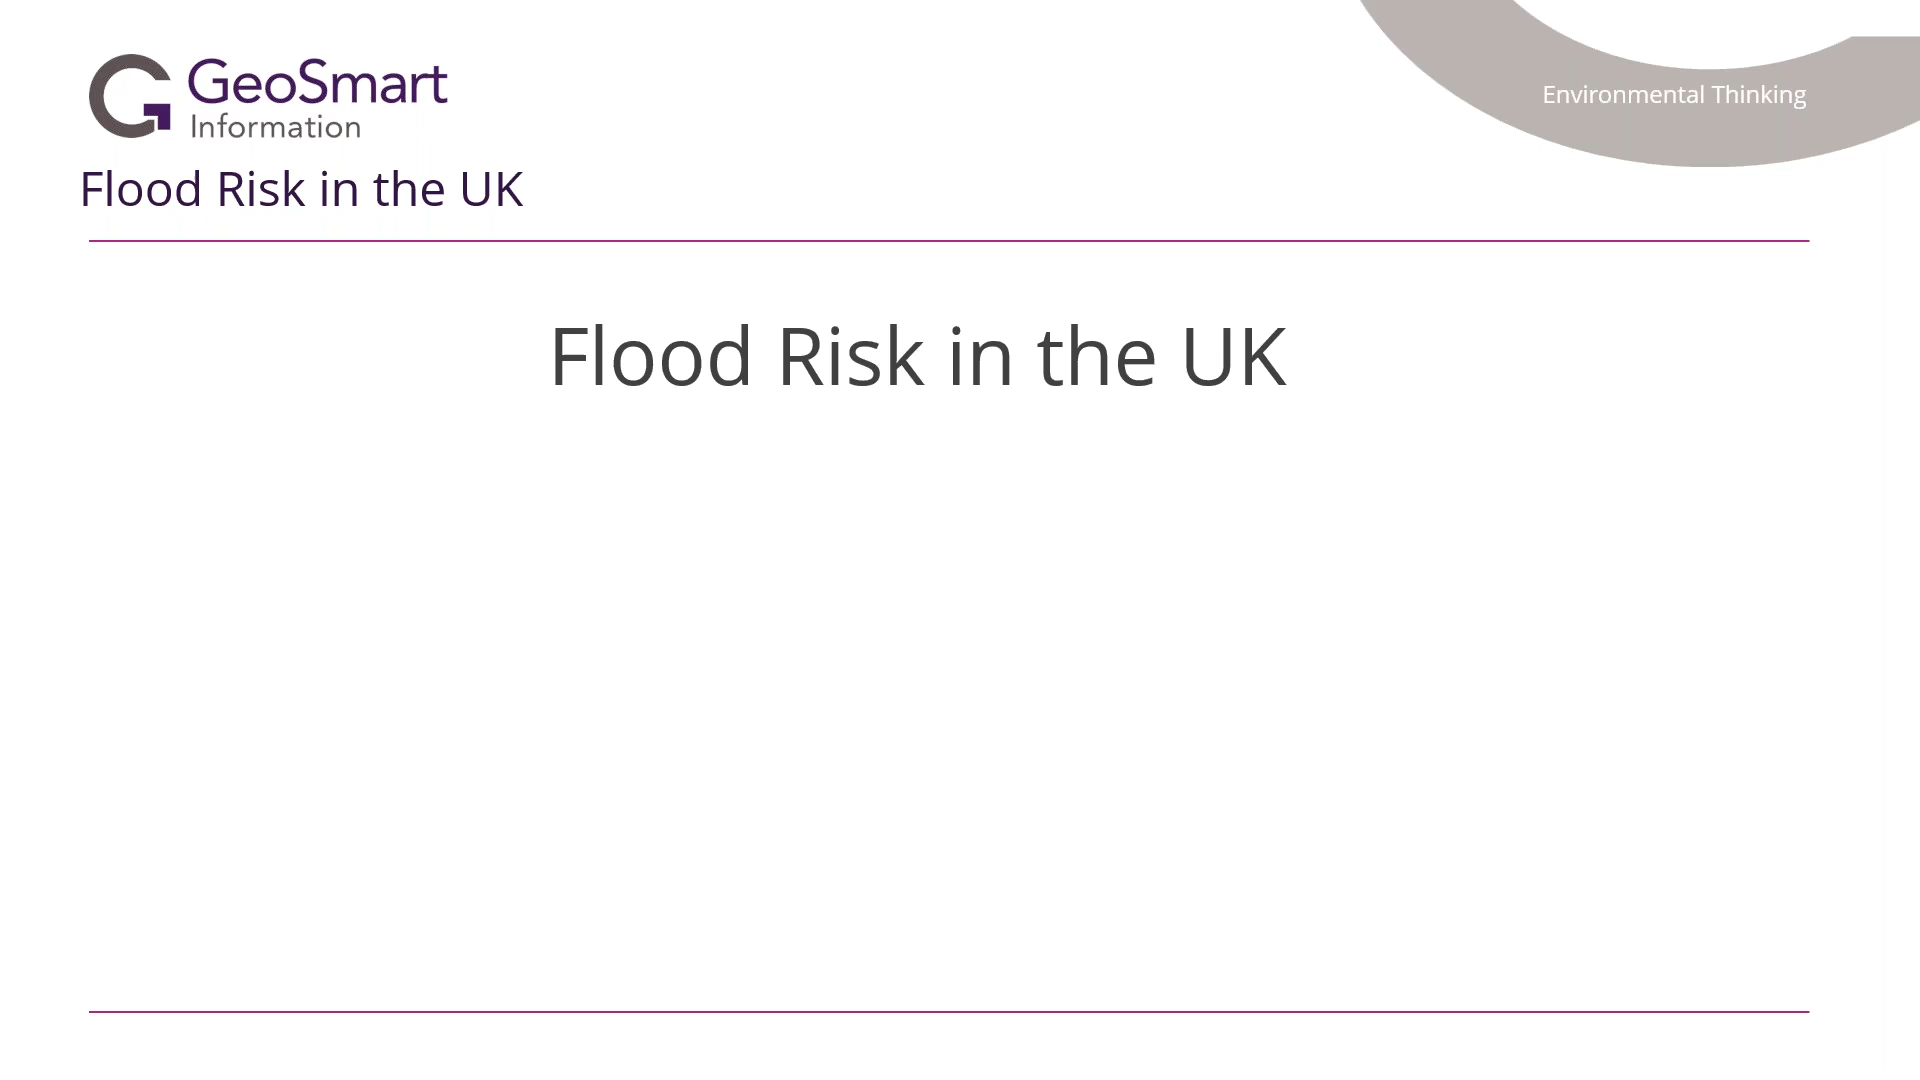 GeoSmart
Information
Environmental Thinking
Flood Risk in the UK
Flood Risk in the UK